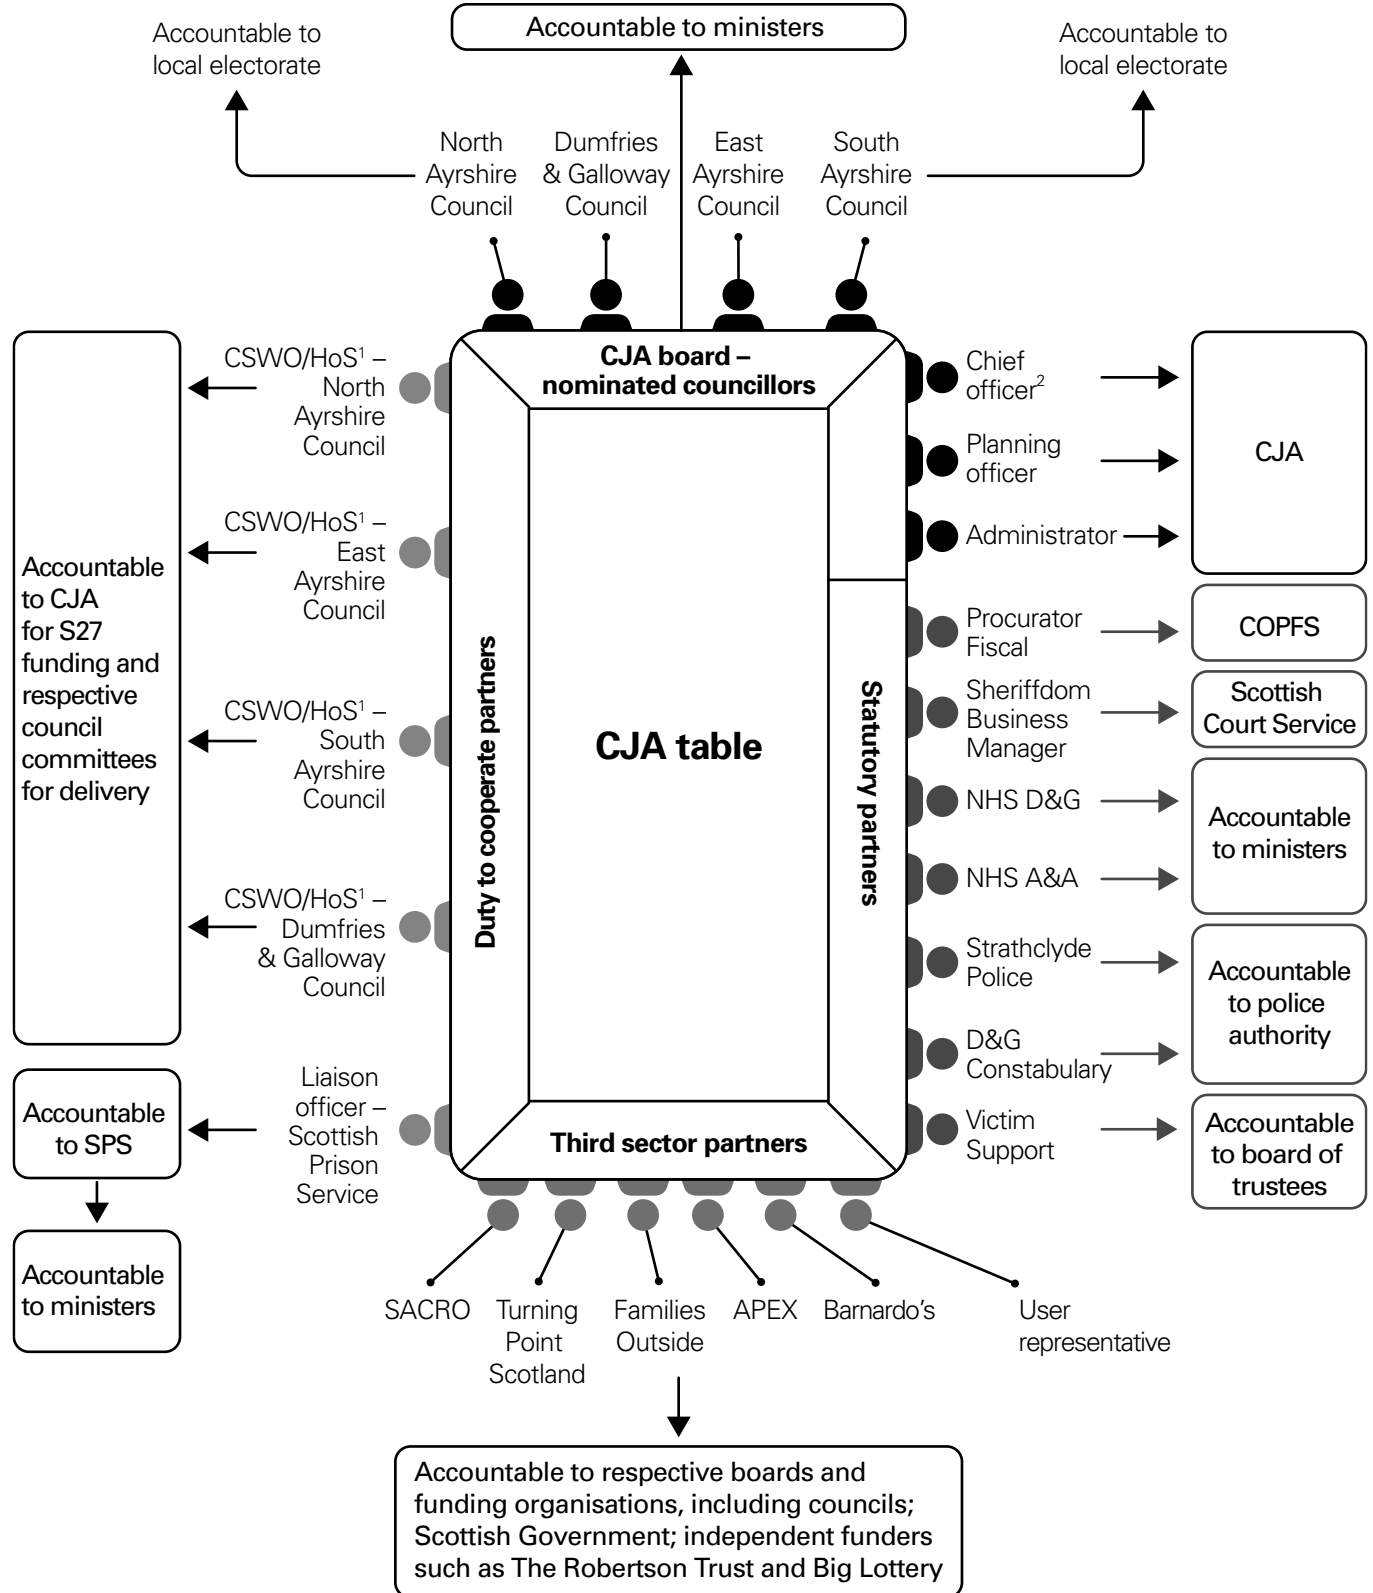 Accountable to ministers
Accountable to
local electorate
Accountable to
local electorate
North
Ayrshire
Council
Dumfries
& Galloway
Council
East
Ayrshire
Council
South
Ayrshire
Council
CJA board –
nominated councillors
CSWO/HoS¹ –
North
Ayrshire
Council
CSWO/HoS¹ –
East
Ayrshire
Council
CSWO/HoS¹ –
South
Ayrshire
Council
CSWO/HoS¹ –
Dumfries
& Galloway
Council
Liaison
officer –
Scottish
Prison
Service
Accountable
to CJA
for S27
funding and
respective
council
committees
for delivery
Accountable
to SPS
Accountable
to ministers
Duty to cooperate partners
CJA table
Statutory partners
Third sector partners
Chief
officer²
Planning
officer
Administrator
CJA
Procurator
Fiscal
COPFS
Sheriffdom
Business
Manager
Scottish
Court Service
NHS D&G
NHS A&A
Accountable
to ministers
Strathclyde
Police
D&G
Constabulary
Accountable
to police
authority
Victim
Support
Accountable
to board of
trustees
SACRO
Turning
Point
Scotland
Families
Outside
APEX
Barnardo’s
User
representative
Accountable to respective boards and
funding organisations, including councils;
Scottish Government; independent funders
such as The Robertson Trust and Big Lottery